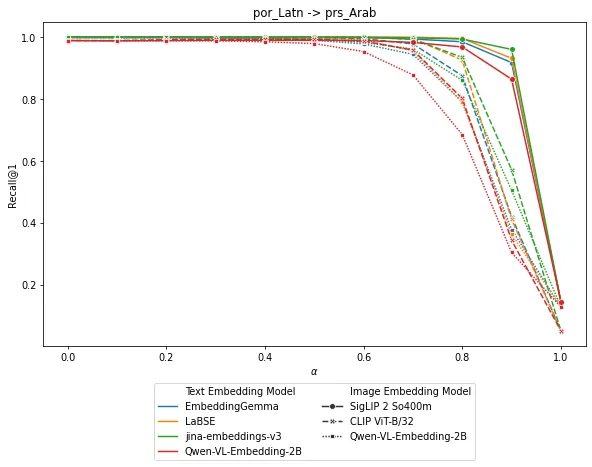 por_Latn -> prs_Arab
Recall@1
1.0
0.8
0.6
0.4
0.2
0.0 0.2 0.4 0.6 0.8 1.0
α
Text Embedding Model
EmbeddingGemma
LaBSE
jina-embeddings-v3
Qwen-VL-Embedding-2B
Image Embedding Model
SigLIP 2 So400m
CLIP ViT-B/32
Qwen-VL-Embedding-2B